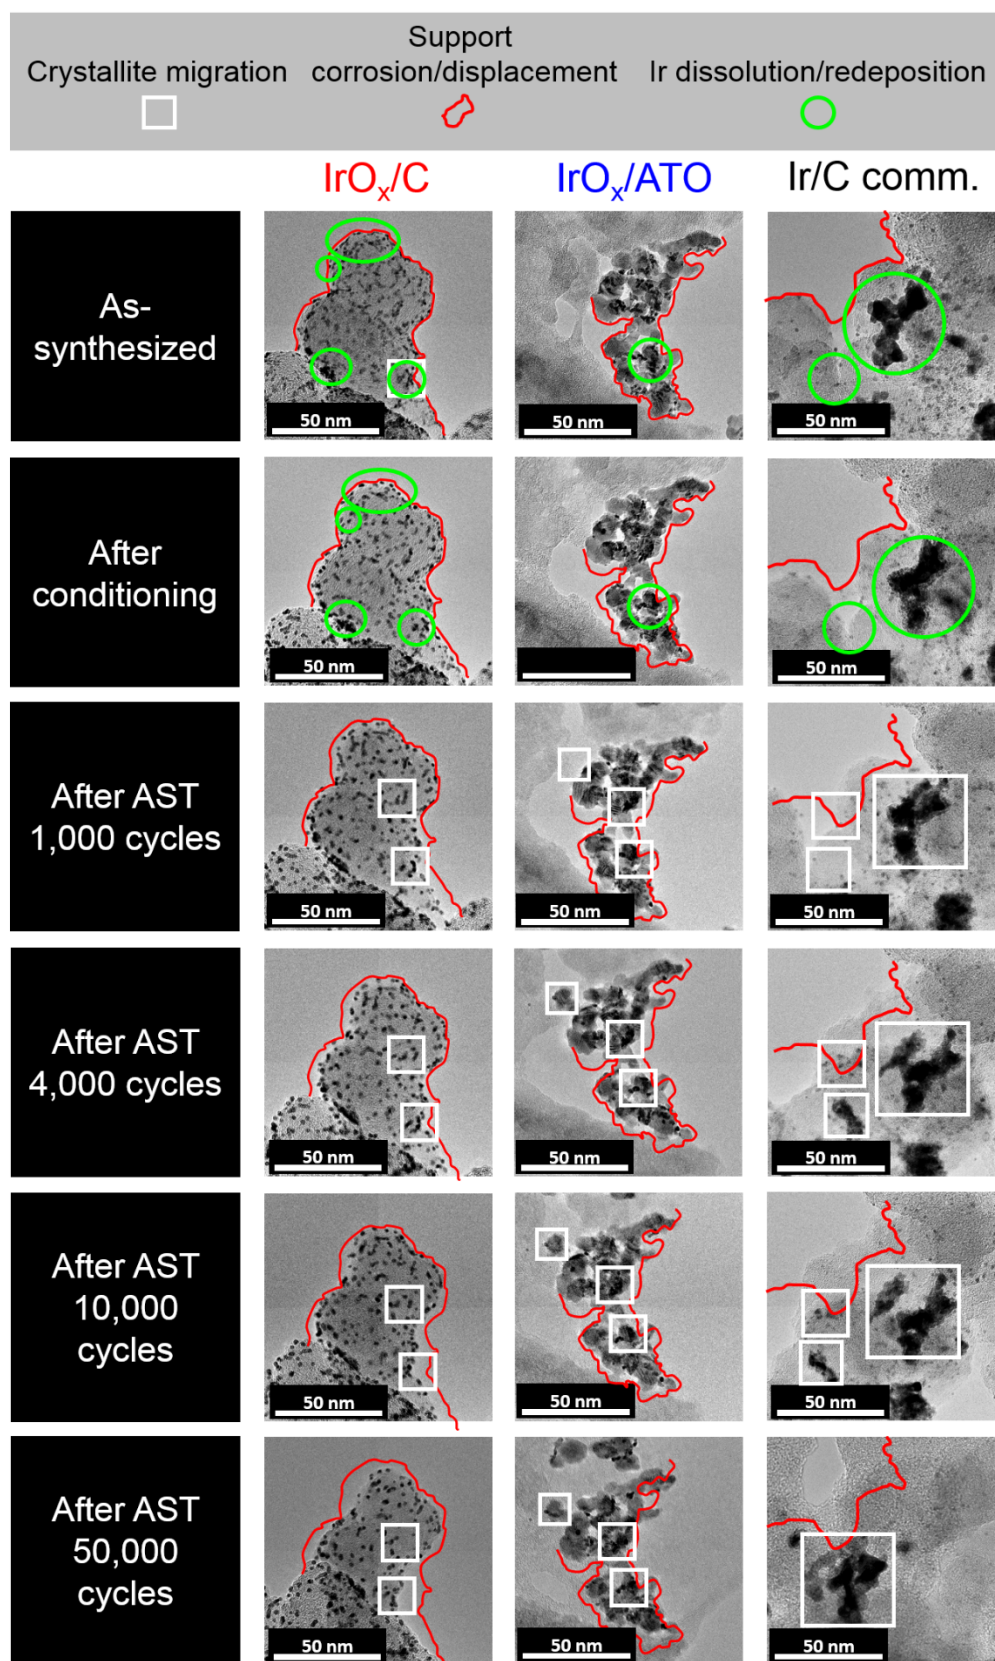 Support
Crystallite migration corrosion/displacement Ir dissolution/redeposition
IrOx/C IrOx/ATO Ir/C comm.
As-
synthesized
50 nm 50 nm 50 nm
After
conditioning
50 nm 50 nm
After AST
1,000 cycles
50 nm 50 nm 50 nm
After AST
4,000 cycles
50 nm 50 nm 50 nm
After AST
10,000
cycles
50 nm 50 nm 50 nm
After AST
50,000
cycles
50 nm 50 nm 50 nm